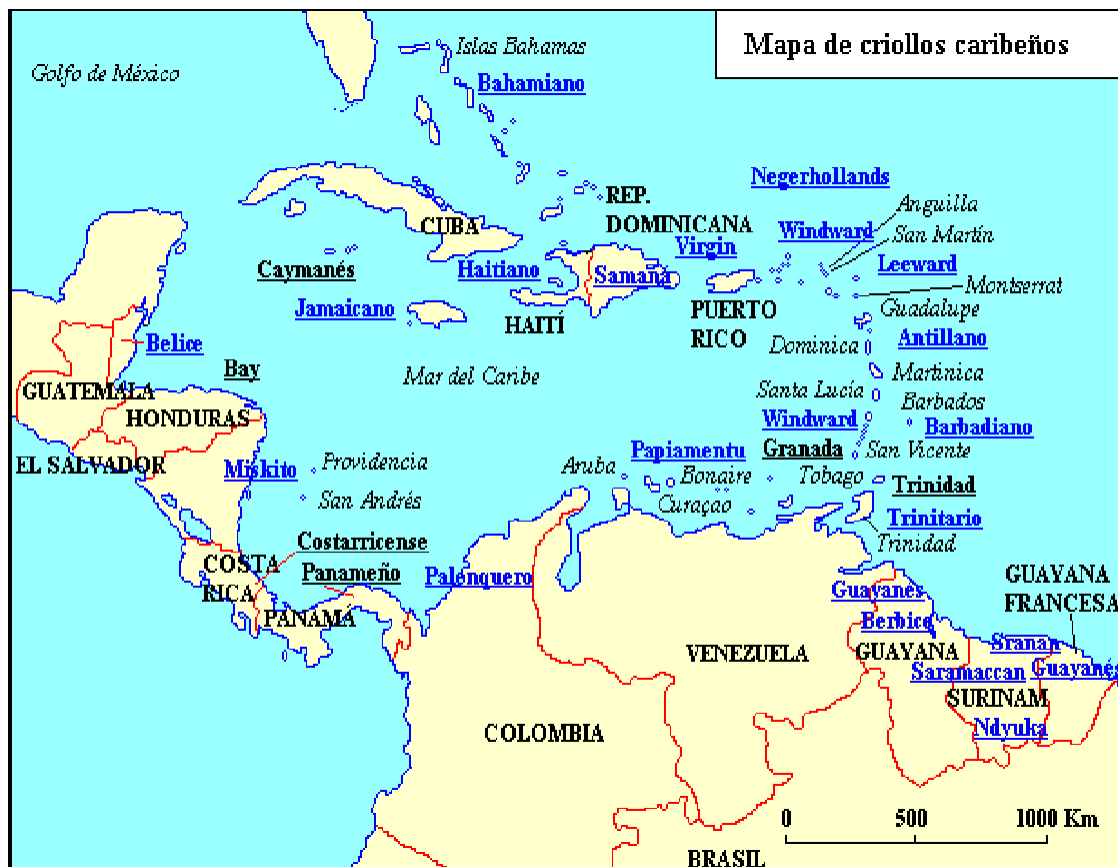 Mapa de criollos caribeños
Islas Bahamas
Golfo de México
Bahamiano
Negerhollands
REP.
DOMINICANA
Anguilla
CUBA
Windward
San Martín
Virgin
Caymanés
Haitiano
Samaná
Leeward
Montserrat
Jamaicano
HAITÍ
PUERTO
RICO
Guadalupe
Belice
Antillano
Dominica
Bay
Mar del Caribe
Martinica
GUATEMALA
Santa Lucía
Barbados
HONDURAS
Windward
Barbadiano
Papiamentu
Granada
San Vicente
EL SALVADOR
Miskito
Providencia
Aruba
Bonaire
Tobago
Trinidad
San Andrés
Curaçao
Trinitario
Trinidad
Costarricense
COSTA
RICA
Panameño
Palenquero
PANAMÁ
GUAYANA
FRANCESA
Guayanés
Berbice
GUAYANA
Sranan
VENEZUELA
Saramaccan
Guayanés
SURINAM
Ndyuka
COLOMBIA
0 500 1000 Km
BRASIL